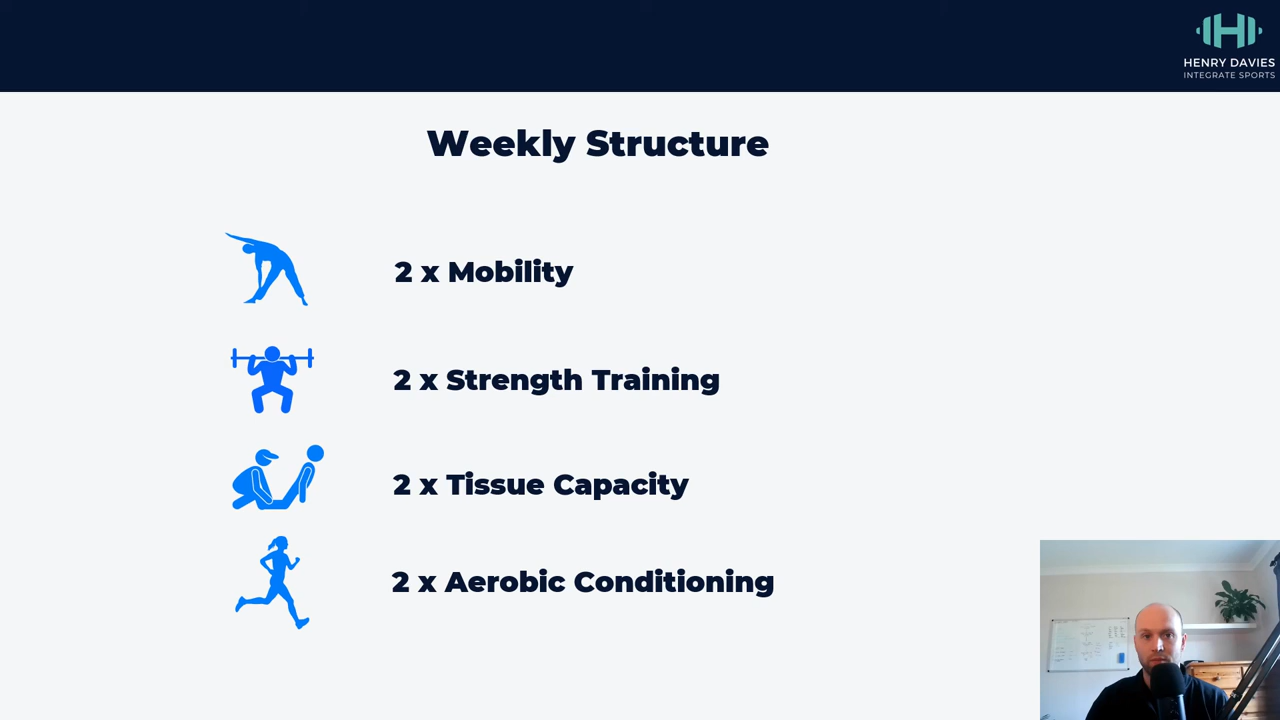 HENRY DAVIES
INTEGRATE SPORTS
Weekly Structure
2 x Mobility
2 x Strength Training
2 x Tissue Capacity
2 x Aerobic Conditioning